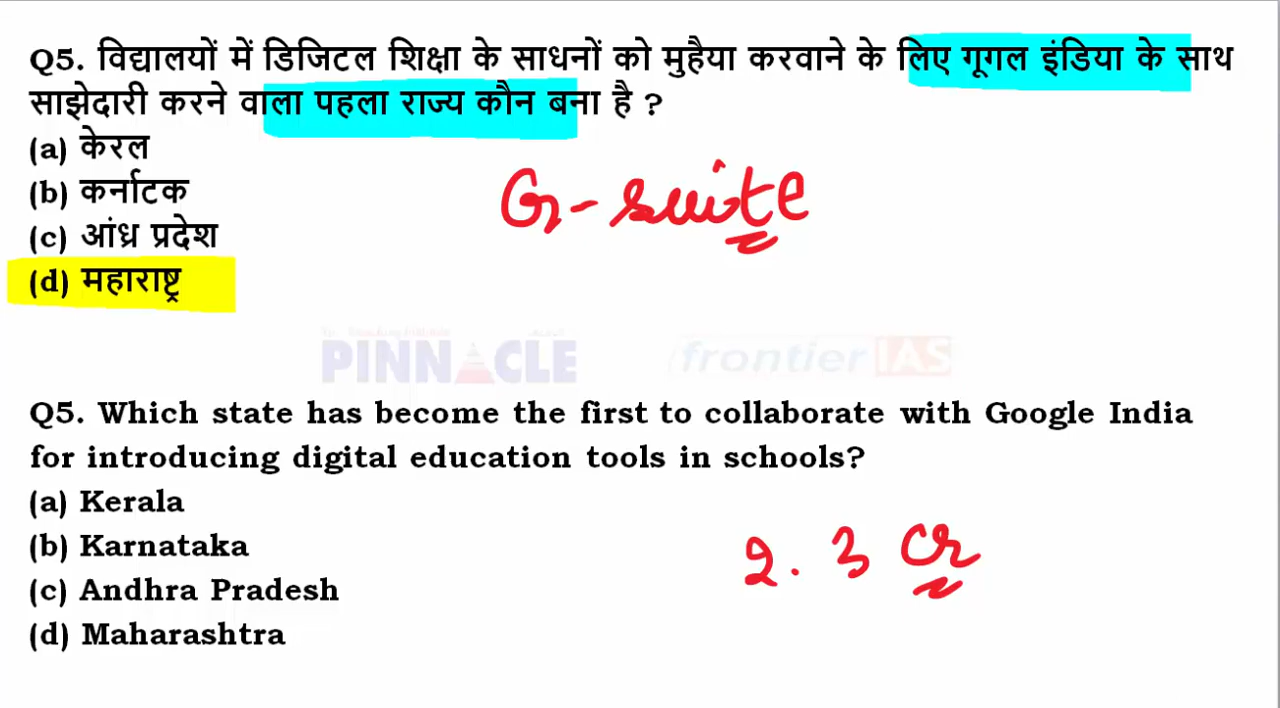 Q5. विद्यालयों में डिजिटल शिक्षा के साधनों को मुहैया करवाने के लिए गूगल इंडिया के साथ
साझेदारी करने वाला पहला राज्य कौन बना है ?
(a) केरल
(b) कर्नाटक
(c) आंध्र प्रदेश
(d) महाराष्ट्र
G-suite
PINNACLE frontier IAS
Q5. Which state has become the first to collaborate with Google India
for introducing digital education tools in schools?
(a) Kerala
(b) Karnataka
(c) Andhra Pradesh
(d) Maharashtra
2.3 Cr